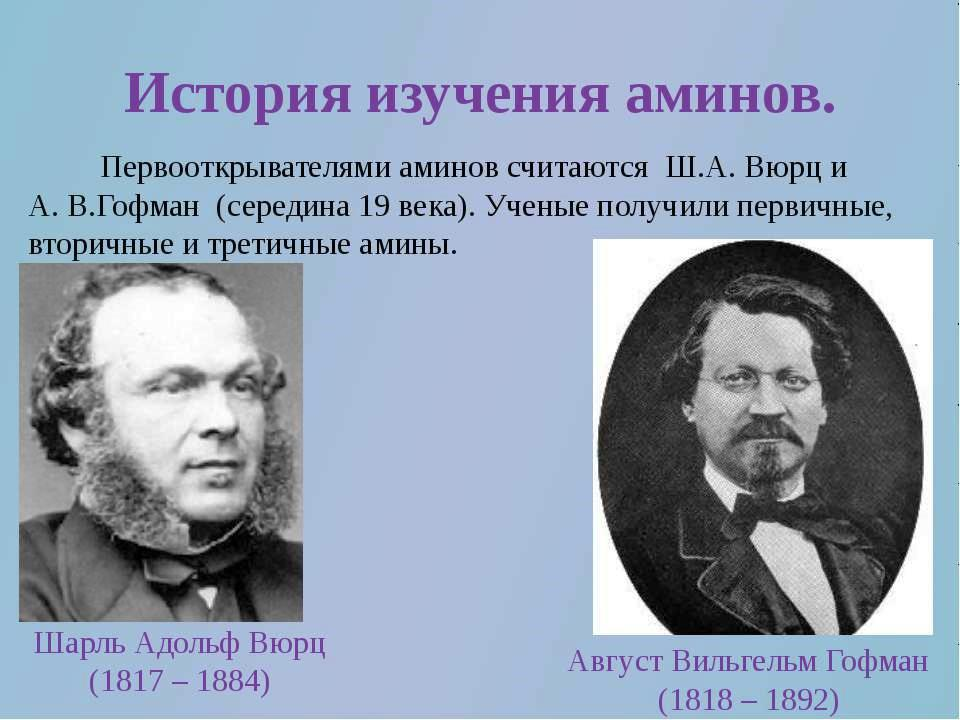 История изучения аминов.
Первооткрывателями аминов считаются Ш.А. Вюрц и
А. В.Гофман (середина 19 века). Ученые получили первичные,
вторичные и третичные амины.
Шарль Адольф Вюрц
(1817 – 1884)
Август Вильгельм Гофман
(1818 – 1892)